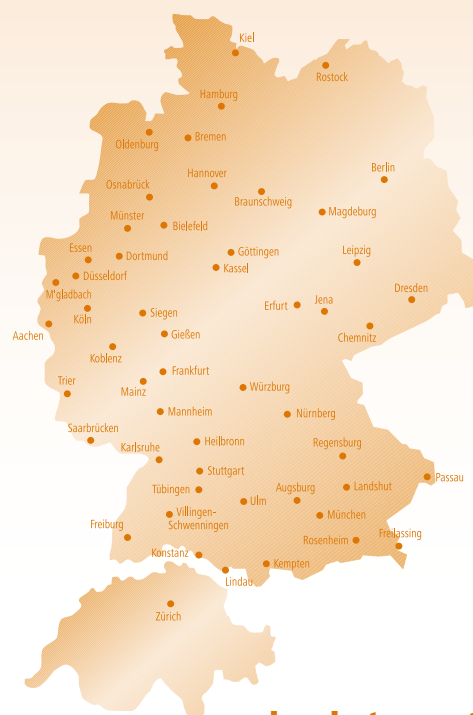 Kiel
Rostock
Hamburg
Bremen
Oldenburg
Berlin
Hannover
Osnabrück
Braunschweig
Magdeburg
Münster
Bielefeld
Essen
Dortmund
Göttingen
Leipzig
Kassel
Düsseldorf
M'gladbach
Dresden
Erfurt
Jena
Köln
Siegen
Aachen
Gießen
Chemnitz
Koblenz
Frankfurt
Trier
Mainz
Würzburg
Mannheim
Nürnberg
Saarbrücken
Heilbronn
Karlsruhe
Regensburg
Stuttgart
Passau
Tübingen
Augsburg
Landshut
Ulm
Villingen-
Schwenningen
München
Freiburg
Rosenheim
Freilassing
Konstanz
Kempten
Lindau
Zürich